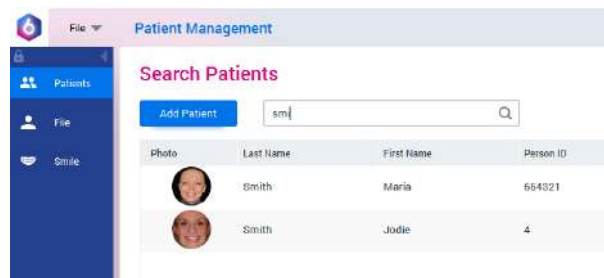 File Patient Management
Patients
File
Smile
Search Patients
Add Patient smi
Photo Last Name First Name Person ID
Smith Maria 664321
Smith Jodie 4